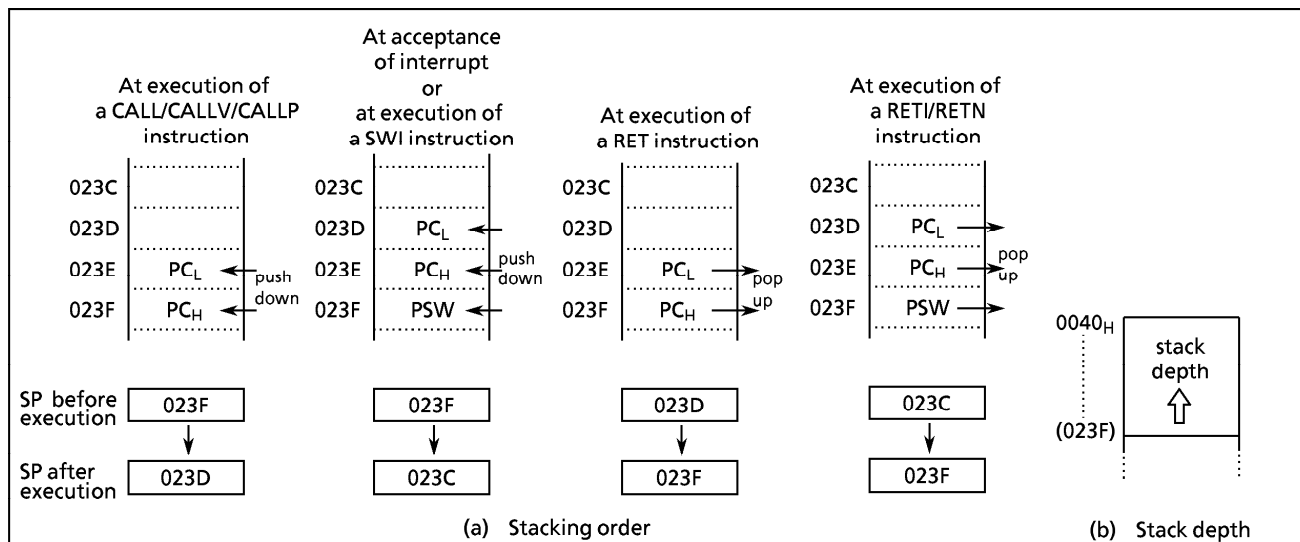 At execution of
a CALL/CALLV/CALLP
instruction
023C
023D
023E PCL push
023F PCH down
At acceptance
of interrupt
or
at execution of
a SWI instruction
023C
023D PCL
023E PCH push
down
023F PSW
At execution of
a RET instruction
023C
023D
023E PCL pop
023F PCH up
At execution of
a RETI/RETN
instruction
023C
023D PCL
023E PCH pop
up
023F PSW
SP before
execution
023F
023F
023D
023C
SP after
execution
023D
023C
023F
023F
(a) Stacking order
0040H
stack
depth
(023F)
(b) Stack depth